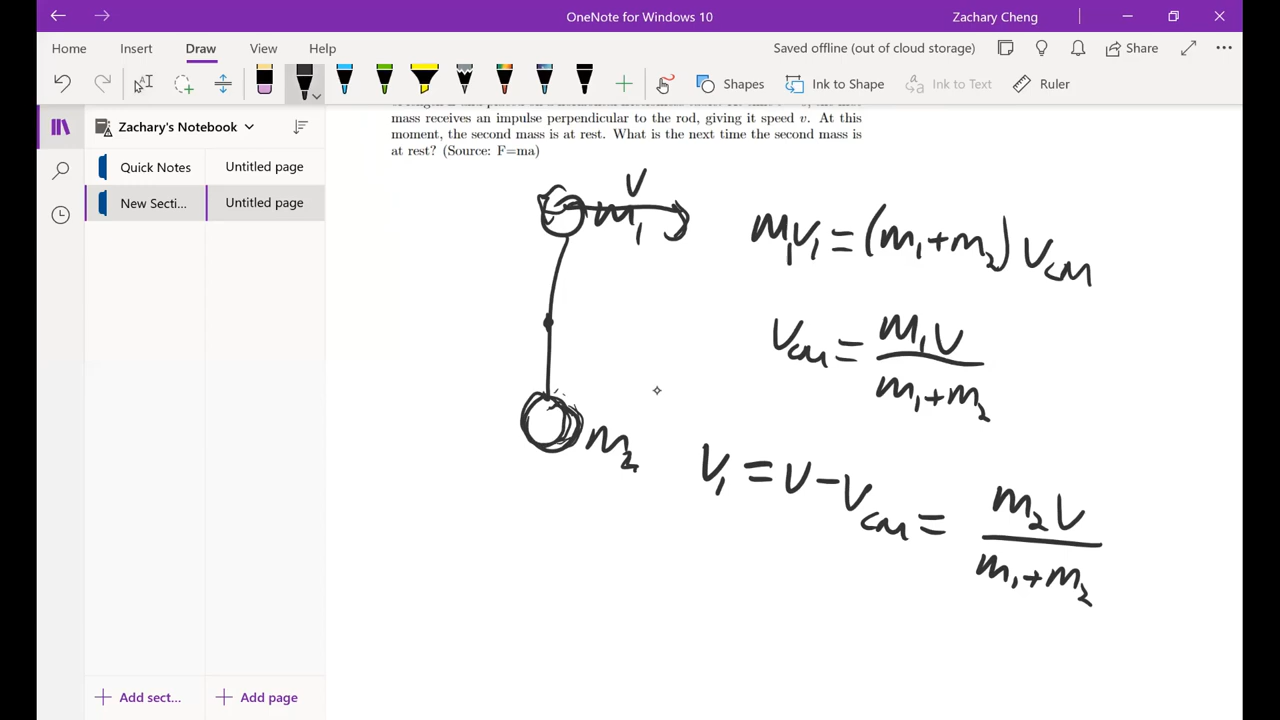 OneNote for Windows 10
Zachary Cheng
Home Insert Draw View Help
Saved offline (out of cloud storage)
Share
Shapes
Ink to Shape
Ink to Text
Ruler
Zachary's Notebook
Quick Notes
New Secti...
Untitled page
Untitled page
Add sect...
Add page
mass receives an impulse perpendicular to the rod, giving it speed v. At this
moment, the second mass is at rest. What is the next time the second mass is
at rest? (Source: F=ma)
v
m₁
m₂
m₁v₁ = (m₁+m₂) v_cm
v_cm = m₁v / m₁+m₂
v₁ = v − v_cm = m₂v / m₁+m₂